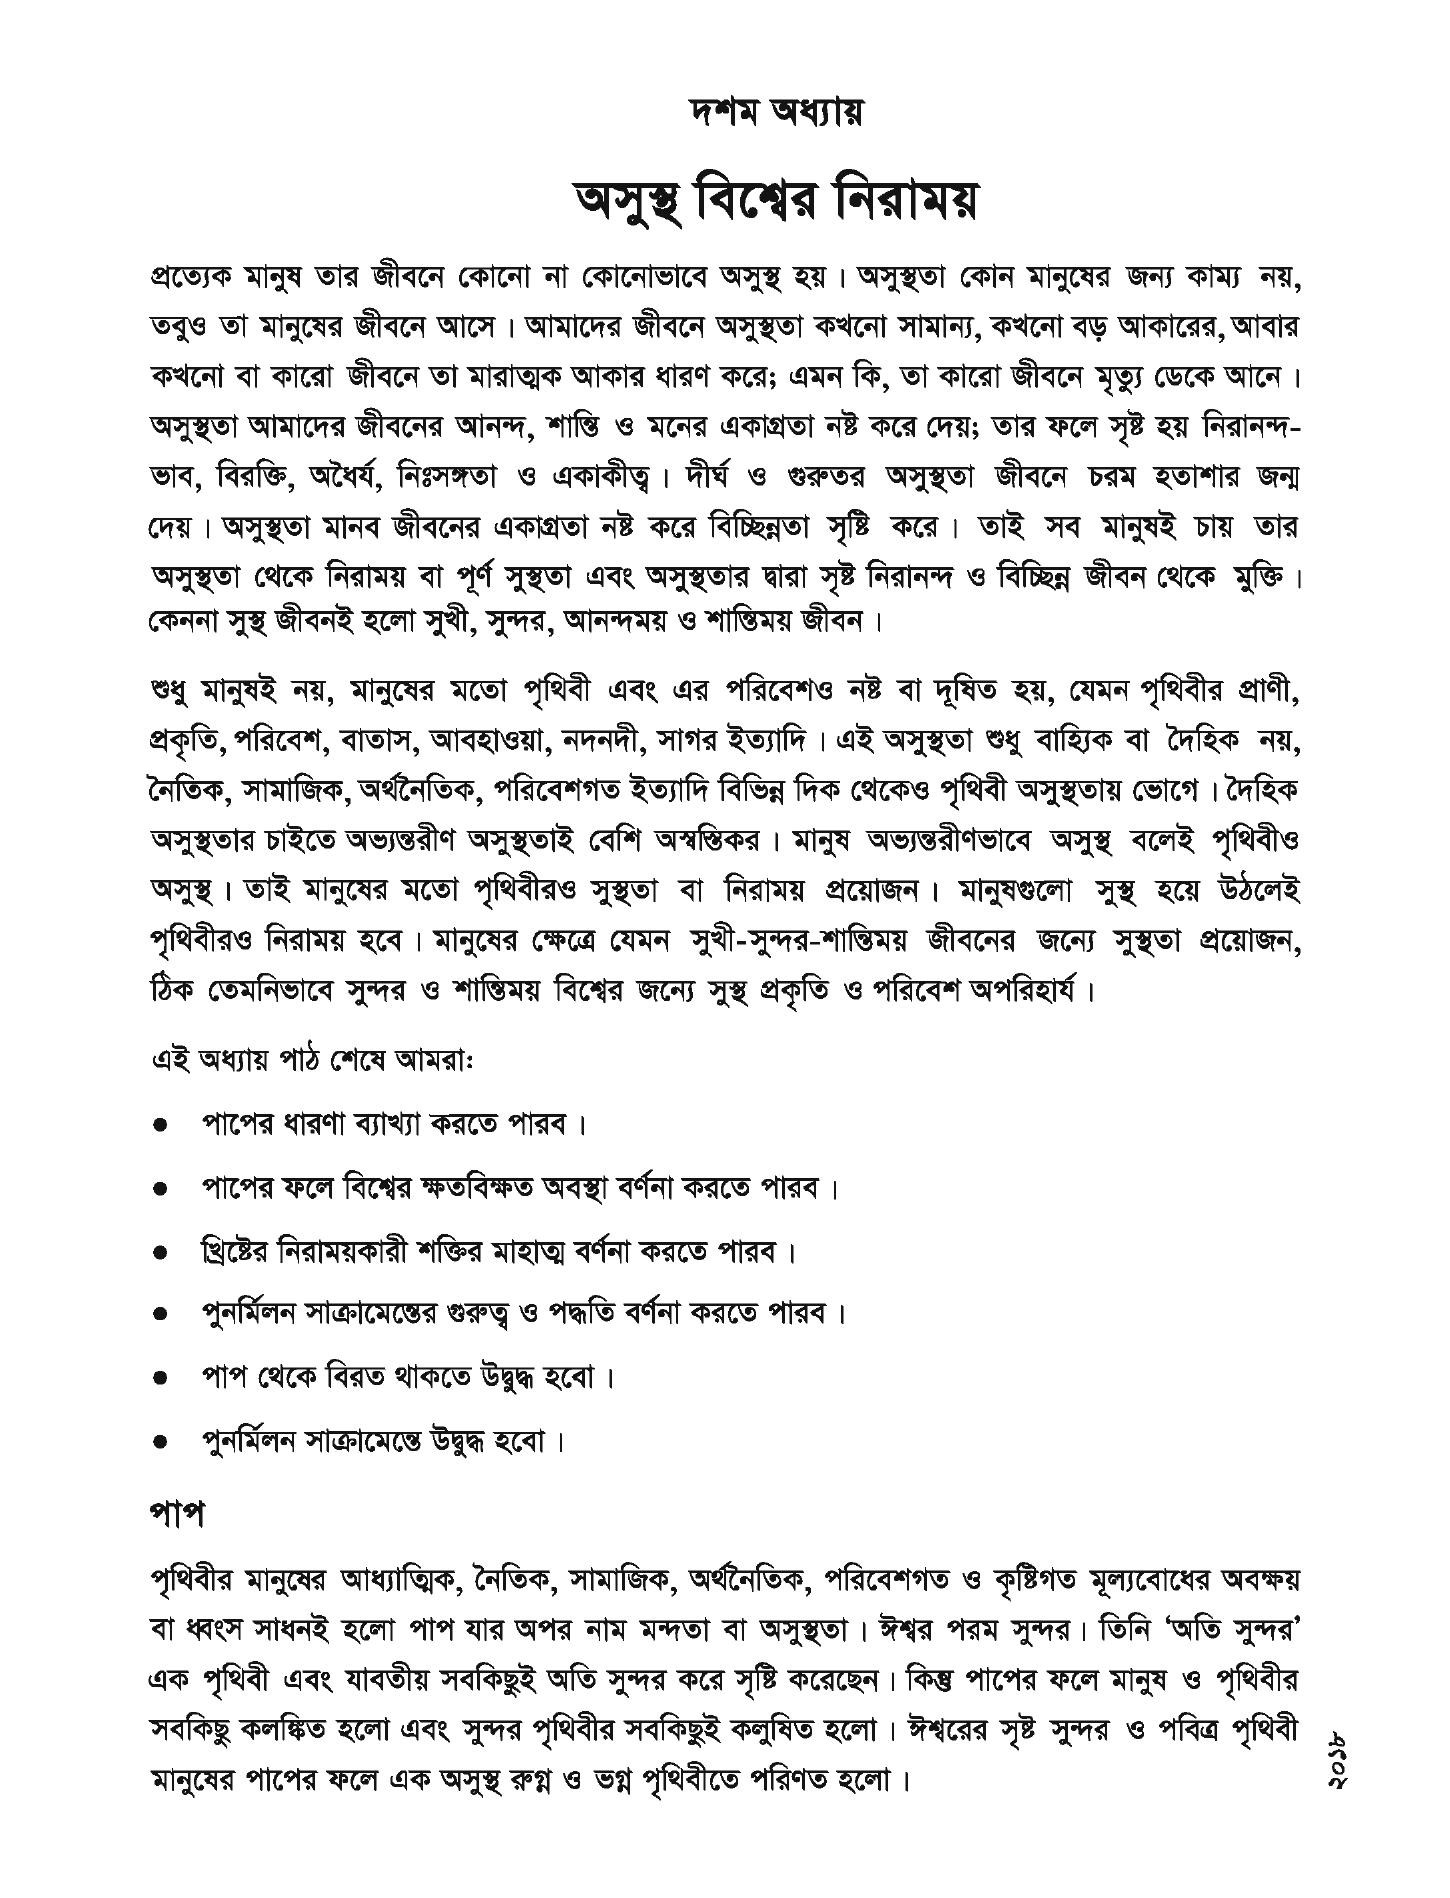 দশম অধ্যায়
অসুস্থ বিশ্বের নিরাময়
প্রত্যেক মানুষ তার জীবনে কোনো না কোনোভাবে অসুস্থ হয়। অসুস্থতা কোন মানুষের জন্য কাম্য নয়,
তবুও তা মানুষের জীবনে আসে। আমাদের জীবনে অসুস্থতা কখনো সামান্য, কখনো বড় আকারের, আবার
কখনো বা কারো জীবনে তা মারাত্মক আকার ধারণ করে; এমন কি, তা কারো জীবনে মৃত্যু ডেকে আনে।
অসুস্থতা আমাদের জীবনের আনন্দ, শান্তি ও মনের একাগ্রতা নষ্ট করে দেয়; তার ফলে সৃষ্ট হয় নিরানন্দ-
ভাব, বিরক্তি, অধৈর্য, নিঃসঙ্গতা ও একাকীত্ব। দীর্ঘ ও গুরুতর অসুস্থতা জীবনে চরম হতাশার জন্ম
দেয়। অসুস্থতা মানব জীবনের একাগ্রতা নষ্ট করে বিচ্ছিন্নতা সৃষ্টি করে। তাই সব মানুষই চায় তার
অসুস্থতা থেকে নিরাময় বা পূর্ণ সুস্থতা এবং অসুস্থতার দ্বারা সৃষ্ট নিরানন্দ ও বিচ্ছিন্ন জীবন থেকে মুক্তি।
কেননা সুস্থ জীবনই হলো সুখী, সুন্দর, আনন্দময় ও শান্তিময় জীবন।
শুধু মানুষই নয়, মানুষের মতো পৃথিবী এবং এর পরিবেশও নষ্ট বা দূষিত হয়, যেমন পৃথিবীর প্রাণী,
প্রকৃতি, পরিবেশ, বাতাস, আবহাওয়া, নদনদী, সাগর ইত্যাদি। এই অসুস্থতা শুধু বাহ্যিক বা দৈহিক নয়,
নৈতিক, সামাজিক, অর্থনৈতিক, পরিবেশগত ইত্যাদি বিভিন্ন দিক থেকেও পৃথিবী অসুস্থতায় ভোগে। দৈহিক
অসুস্থতার চাইতে অভ্যন্তরীণ অসুস্থতাই বেশি অস্বস্তিকর। মানুষ অভ্যন্তরীণভাবে অসুস্থ বলেই পৃথিবীও
অসুস্থ। তাই মানুষের মতো পৃথিবীরও সুস্থতা বা নিরাময় প্রয়োজন। মানুষগুলো সুস্থ হয়ে উঠলেই
পৃথিবীরও নিরাময় হবে। মানুষের ক্ষেত্রে যেমন সুখী-সুন্দর-শান্তিময় জীবনের জন্যে সুস্থতা প্রয়োজন,
ঠিক তেমনিভাবে সুন্দর ও শান্তিময় বিশ্বের জন্যে সুস্থ প্রকৃতি ও পরিবেশ অপরিহার্য।
এই অধ্যায় পাঠ শেষে আমরাঃ
● পাপের ধারণা ব্যাখ্যা করতে পারব।
● পাপের ফলে বিশ্বের ক্ষতবিক্ষত অবস্থা বর্ণনা করতে পারব।
● খ্রিষ্টের নিরাময়কারী শক্তির মাহাত্ম বর্ণনা করতে পারব।
● পুনর্মিলন সাক্রামেন্তের গুরুত্ব ও পদ্ধতি বর্ণনা করতে পারব।
● পাপ থেকে বিরত থাকতে উদ্বুদ্ধ হবো।
● পুনর্মিলন সাক্রামেন্তে উদ্বুদ্ধ হবো।
পাপ
পৃথিবীর মানুষের আধ্যাত্মিক, নৈতিক, সামাজিক, অর্থনৈতিক, পরিবেশগত ও কৃষ্টিগত মূল্যবোধের অবক্ষয়
বা ধ্বংস সাধনই হলো পাপ যার অপর নাম মন্দতা বা অসুস্থতা। ঈশ্বর পরম সুন্দর। তিনি ‘অতি সুন্দর’
এক পৃথিবী এবং যাবতীয় সবকিছুই অতি সুন্দর করে সৃষ্টি করেছেন। কিন্তু পাপের ফলে মানুষ ও পৃথিবীর
সবকিছু কলঙ্কিত হলো এবং সুন্দর পৃথিবীর সবকিছুই কলুষিত হলো। ঈশ্বরের সৃষ্ট সুন্দর ও পবিত্র পৃথিবী
মানুষের পাপের ফলে এক অসুস্থ রুগ্ন ও ভগ্ন পৃথিবীতে পরিণত হলো।
২০১৮